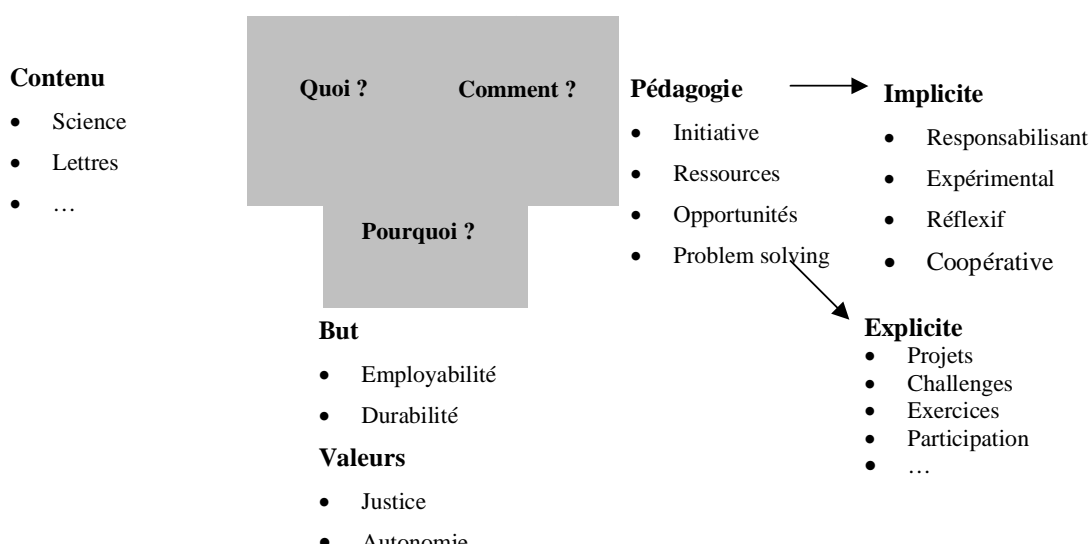 Contenu
• Science
• Lettres
• …
Quoi ?
Comment ?
Pourquoi ?
Pédagogie
• Initiative
• Ressources
• Opportunités
• Problem solving
Implicite
• Responsabilisant
• Expérimental
• Réflexif
• Coopérative
Explicite
• Projets
• Challenges
• Exercices
• Participation
• …
But
• Employabilité
• Durabilité
Valeurs
• Justice
• Autonomie